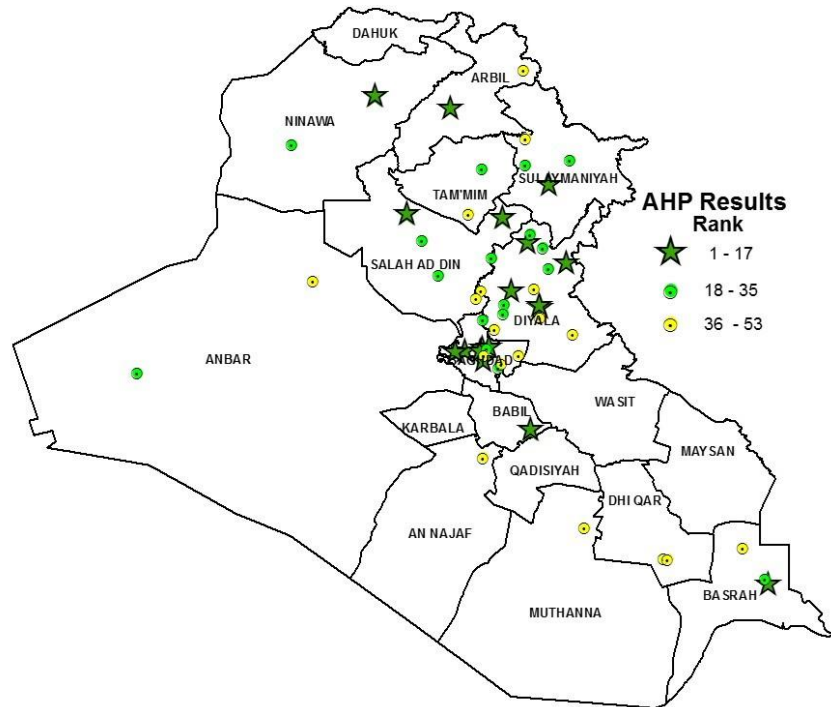 DAHUK
ARBIL
NINAWA
SULAYMANIYAH
TAM'MIM
AHP Results
Rank
1 - 17
18 - 35
36 - 53
SALAH AD DIN
DIYALA
ANBAR
BAGHDAD
WASIT
BABIL
KARBALA
MAYSAN
QADISIYAH
DHI QAR
AN NAJAF
BASRAH
MUTHANNA